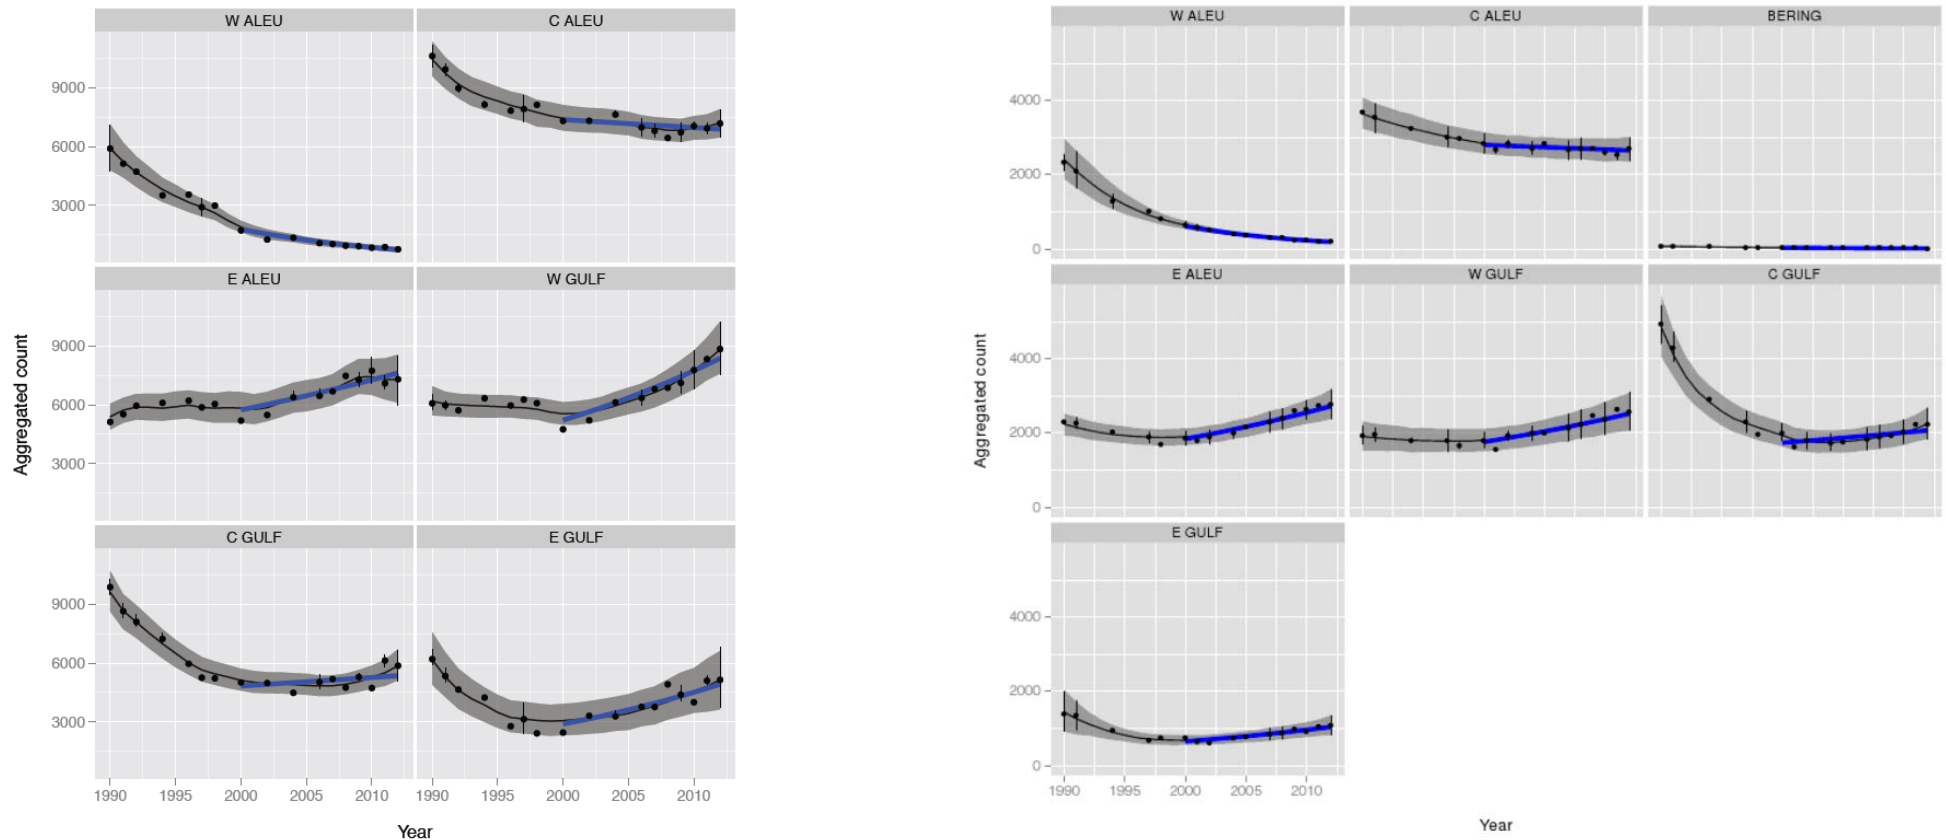 W ALEU C ALEU
9000
6000
3000
E ALEU W GULF
9000
6000
3000
C GULF E GULF
9000
6000
3000
1990 1995 2000 2005 2010 1990 1995 2000 2005 2010
Aggregated count
Year
W ALEU C ALEU BERING
4000
2000
0
E ALEU W GULF C GULF
4000
2000
0
E GULF
4000
2000
0
1990 1995 2000 2005 2010
Aggregated count
Year